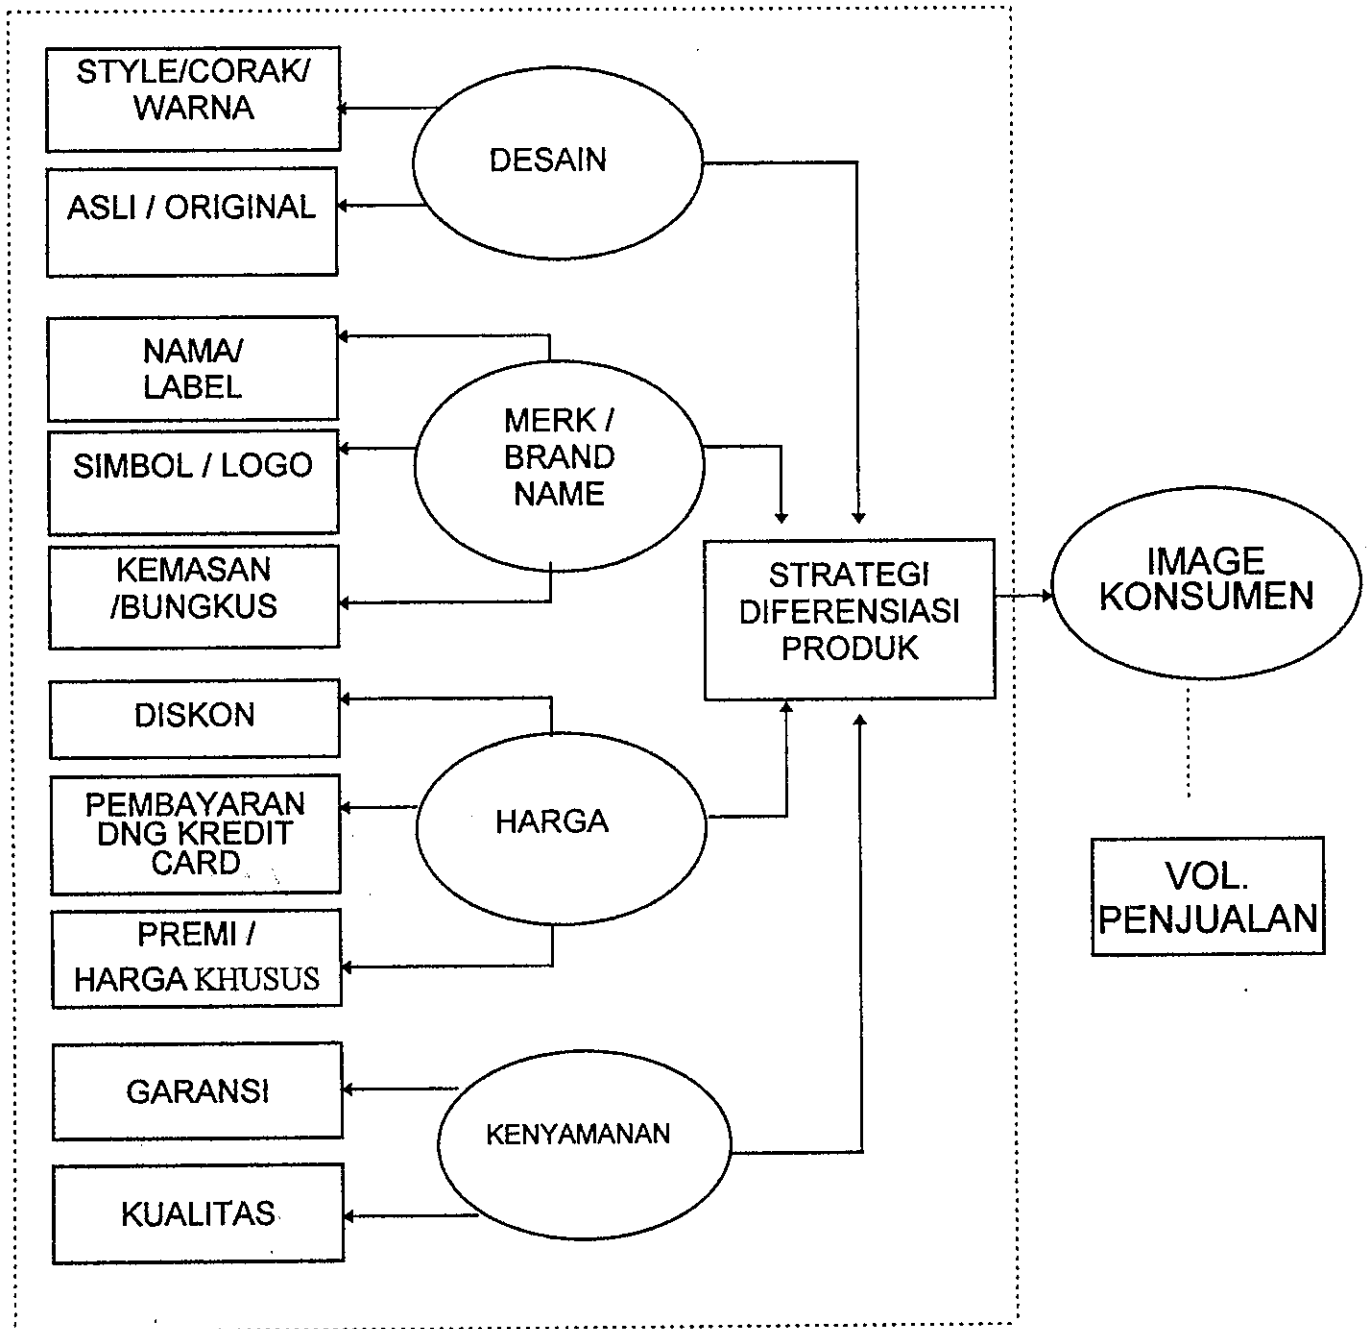 STYLE/CORAK/
WARNA
DESAIN
ASLI / ORIGINAL
NAMA/
LABEL
MERK /
BRAND
NAME
SIMBOL / LOGO
KEMASAN
/BUNGKUS
STRATEGI
DIFERENSIASI
PRODUK
IMAGE
KONSUMEN
DISKON
PEMBAYARAN
DNG KREDIT
CARD
HARGA
VOL.
PENJUALAN
PREMI /
HARGA KHUSUS
GARANSI
KENYAMANAN
KUALITAS